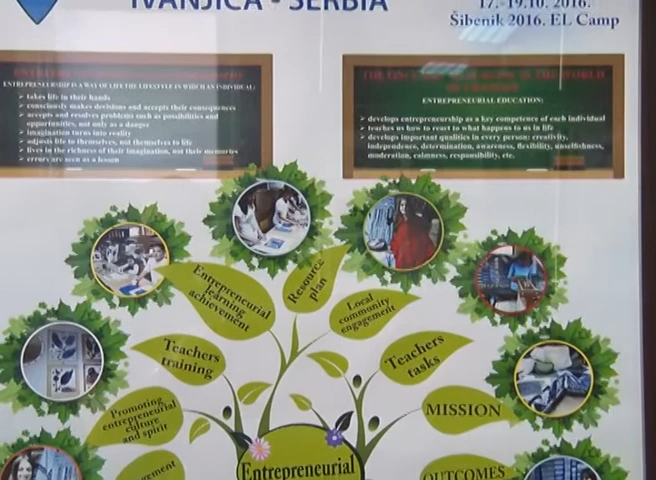 IVANJICA - SERBIA
17.-19.10. 2016.
Šibenik 2016. EL Camp
ENTREPRENEURSHIP IS A WAY OF LIFE THE LIFESTYLE IN WHICH AN INDIVIDUAL:
➢ takes life in their hands
➢ consciously makes decisions and accepts their consequences
➢ accepts and resolves problems such as possibilities and
opportunities, not only as a danger
➢ imagination turns into reality
➢ adjusts life to themselves, not themselves to life
➢ lives in the richness of their imagination, not their memories
➢ errors are seen as a lesson
IN THE WORLD
ENTREPRENEURIAL EDUCATION:
➢ develops entrepreneurship as a key competence of each individual
➢ teaches us how to react to what happens to us in life
➢ develops important qualities in every person: creativity,
independence, determination, awareness, flexibility, unselfishness,
moderation, calmness, responsibility, etc.
Entrepreneurial
learning
achievement
Resource
plan
Local
community
engagement
Teachers
training
Teachers
tasks
Promoting
entrepreneurial
culture
and spirit
MISSION
Entrepreneurial
OUTCOMES